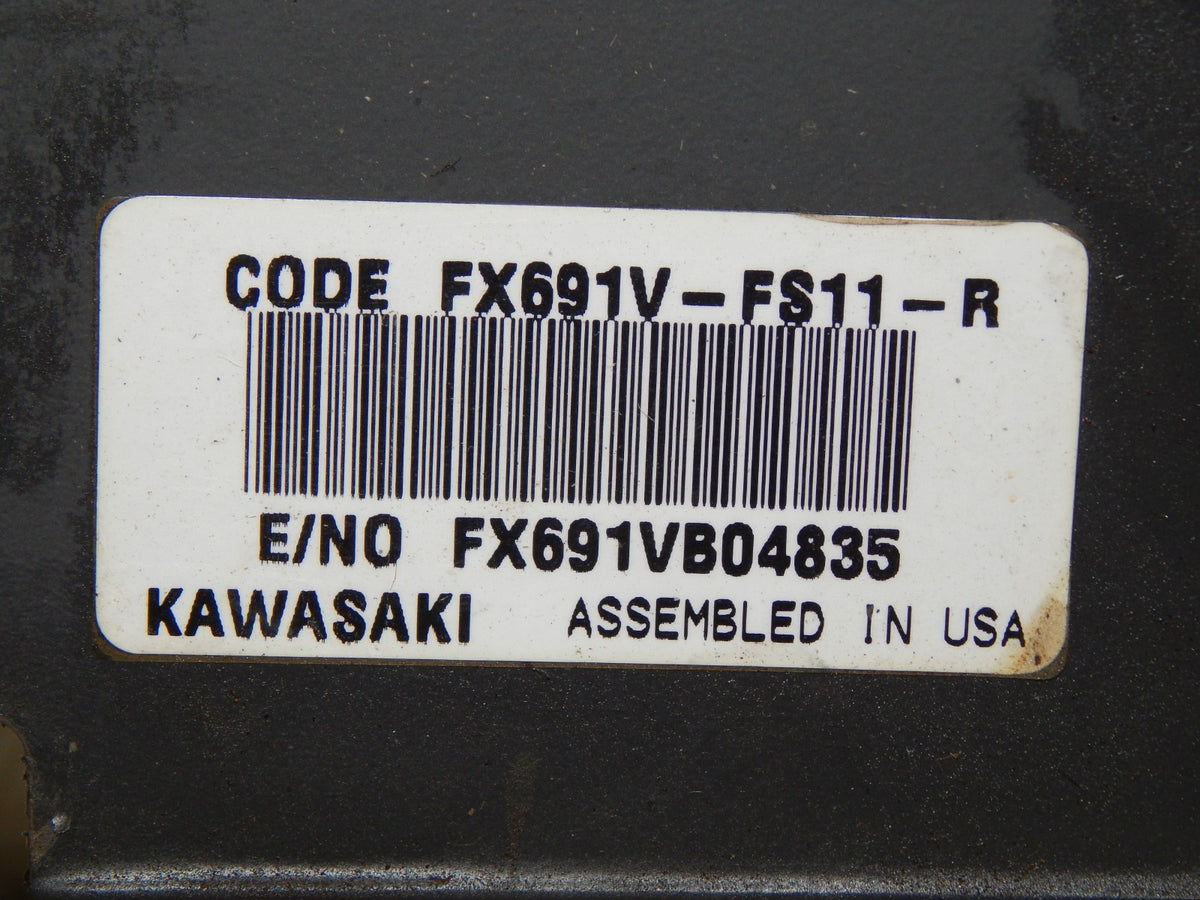 CODE FX691V-FS11-R
E/NO FX691VB04835
KAWASAKI ASSEMBLED IN USA